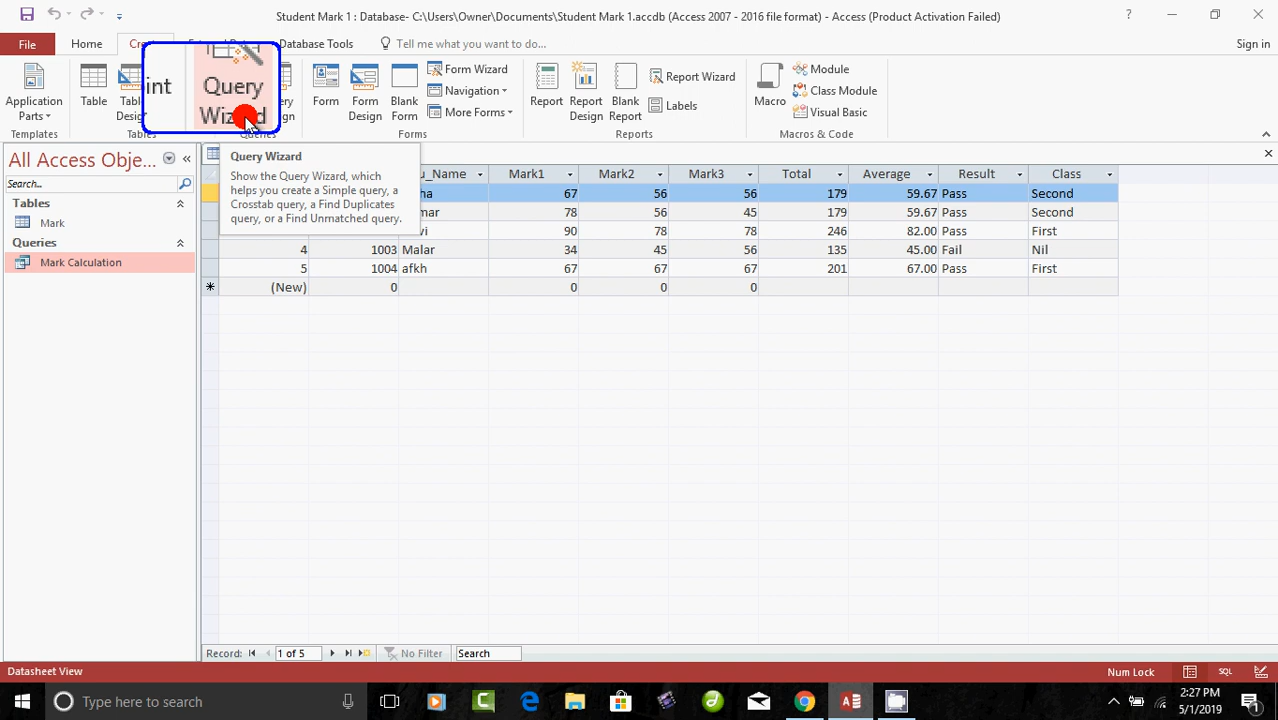 Student Mark 1 : Database- C:\Users\Owner\Documents\Student Mark 1.accdb (Access 2007 - 2016 file format) - Access (Product Activation Failed)
File Home Database Tools Tell me what you want to do... Sign in
Application Parts
Table
Form
Form Design
Blank Form
Form Wizard
Navigation
More Forms
Report
Report Design
Blank Report
Report Wizard
Labels
Macro
Module
Class Module
Visual Basic
int
Query
Wizard
Templates Tables Queries Forms Reports Macros & Code
All Access Obje...
Search...
Tables
Mark
Queries
Mark Calculation
Query Wizard
Show the Query Wizard, which
helps you create a Simple query, a
Crosstab query, a Find Duplicates
query, or a Find Unmatched query.
u_Name Mark1 Mark2 Mark3 Total Average Result Class
ha 67 56 56 179 59.67 Pass Second
mar 78 56 45 179 59.67 Pass Second
vi 90 78 78 246 82.00 Pass First
4 1003 Malar 34 45 56 135 45.00 Fail Nil
5 1004 afkh 67 67 67 201 67.00 Pass First
(New) 0 0 0 0
Record: 1 of 5 No Filter Search
Datasheet View Num Lock SQL
Type here to search
2:27 PM
5/1/2019
1